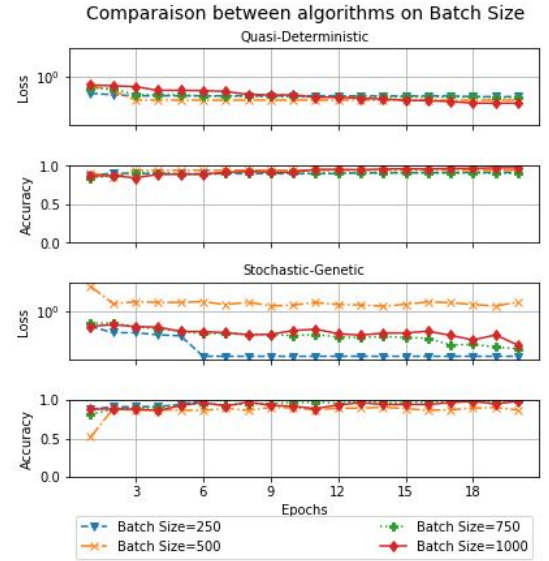 Comparaison between algorithms on Batch Size
Quasi-Deterministic
10⁰
Loss
1.0
0.5
0.0
Accuracy
Stochastic-Genetic
10⁰
Loss
1.0
0.5
0.0
Accuracy
3 6 9 12 15 18
Epochs
Batch Size=250 Batch Size=750
Batch Size=500 Batch Size=1000